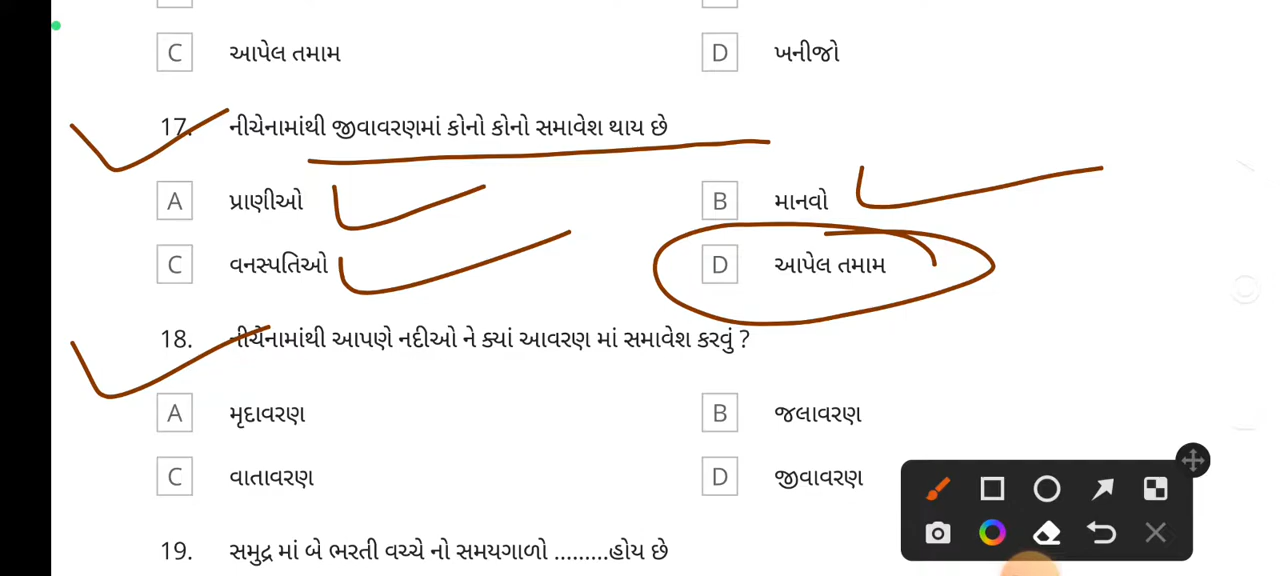 C આપેલ તમામ D ખનીજો
17. નીચેનામાંથી જીવાવરણમાં કોનો કોનો સમાવેશ થાય છે
A પ્રાણીઓ B માનવો
C વનસ્પતિઓ D આપેલ તમામ
18. નીચેનામાંથી આપણે નદીઓ ને ક્યાં આવરણ માં સમાવેશ કરવું ?
A મૃદાવરણ B જલાવરણ
C વાતાવરણ D જીવાવરણ
19. સમુદ્ર માં બે ભરતી વચ્ચે નો સમયગાળો .........હોય છે